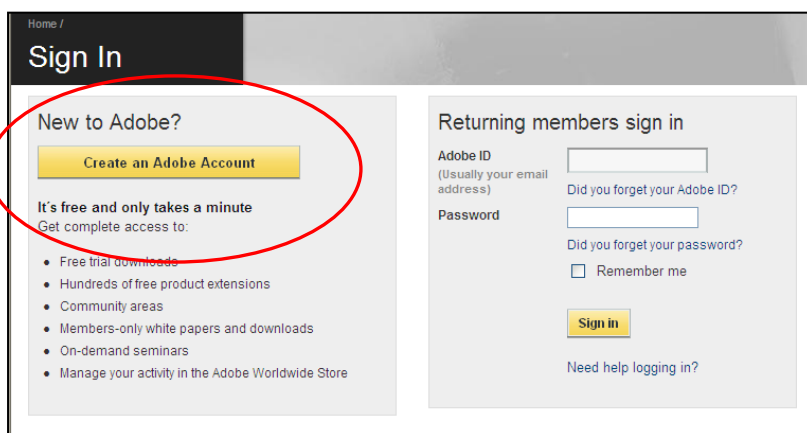 Home /
Sign In
New to Adobe?
Create an Adobe Account
It´s free and only takes a minute
Get complete access to:
• Free trial downloads
• Hundreds of free product extensions
• Community areas
• Members-only white papers and downloads
• On-demand seminars
• Manage your activity in the Adobe Worldwide Store
Returning members sign in
Adobe ID
(Usually your email
address)
Did you forget your Adobe ID?
Password
Did you forget your password?
Remember me
Sign in
Need help logging in?